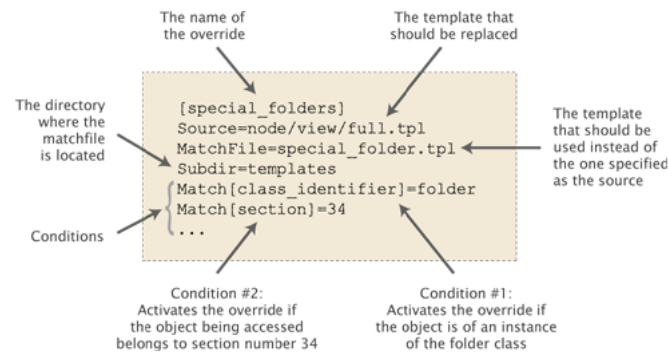 The name of
the override
The template that
should be replaced
The directory
where the
matchfile
is located
[special_folders]
Source=node/view/full.tpl
MatchFile=special_folder.tpl
Subdir=templates
Match[class_identifier]=folder
Match[section]=34
...
The template
that should be
used instead of
the one specified
as the source
Conditions
Condition #2:
Activates the override if
the object being accessed
belongs to section number 34
Condition #1:
Activates the override if
the object is of an instance
of the folder class